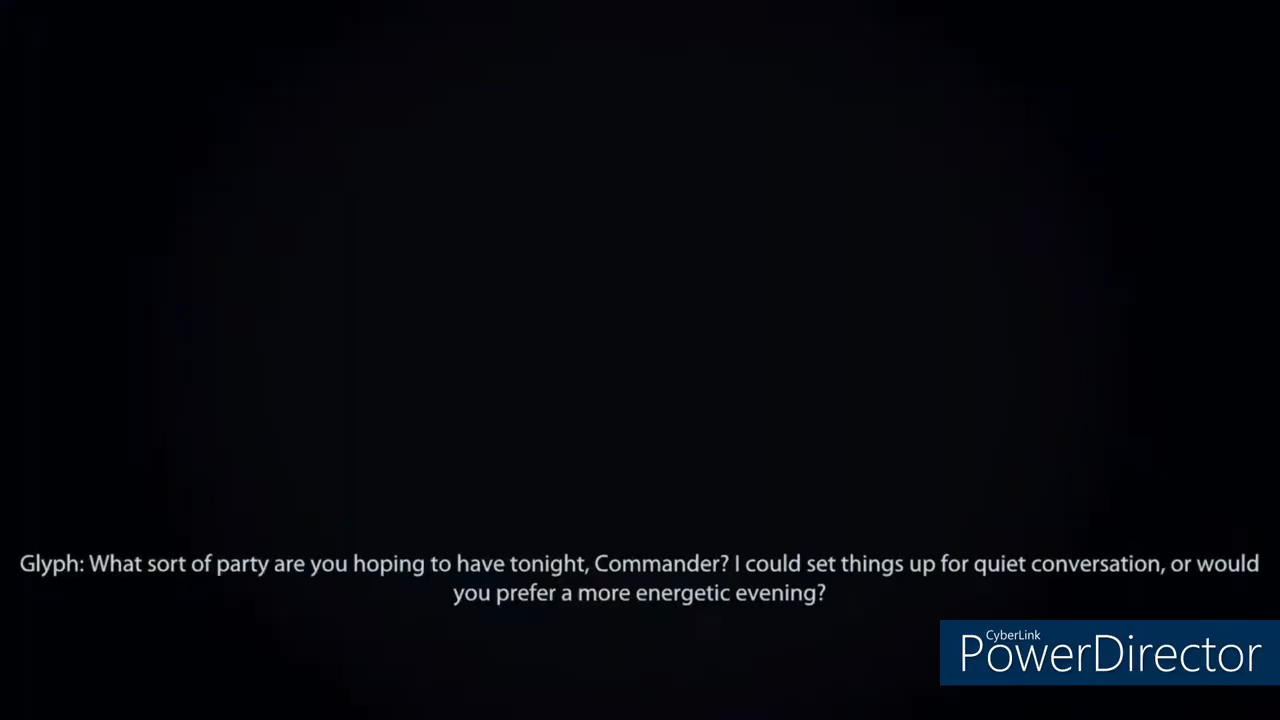 Glyph: What sort of party are you hoping to have tonight, Commander? I could set things up for quiet conversation, or would
you prefer a more energetic evening?
CyberLink
PowerDirector